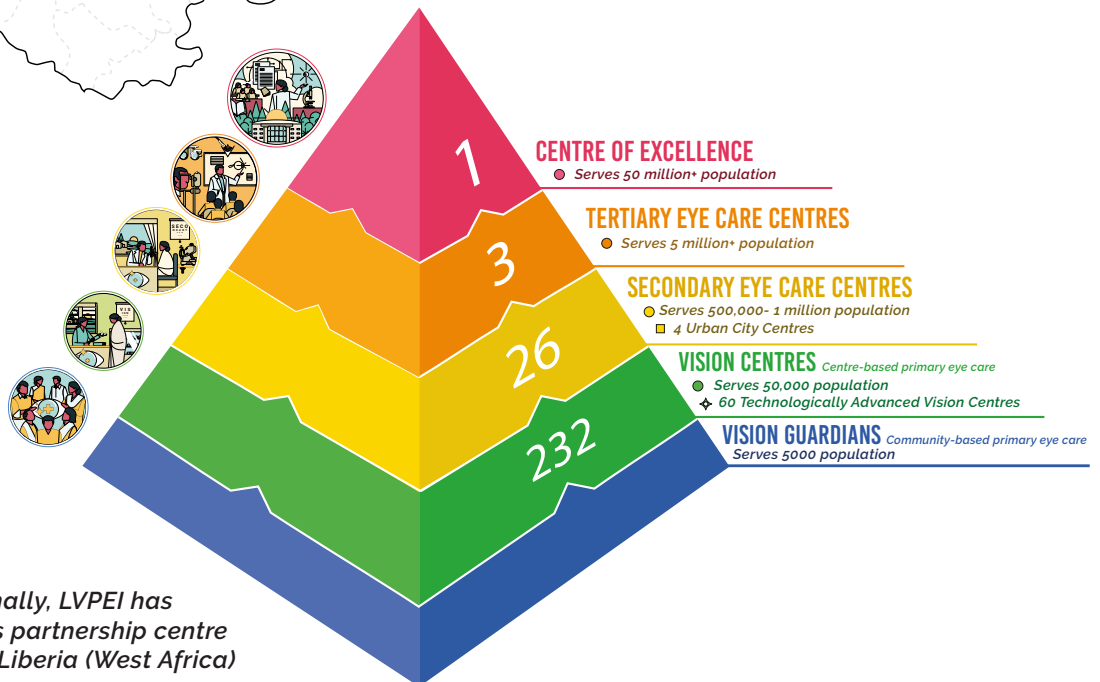 1
CENTRE OF EXCELLENCE
Serves 50 million+ population
3
TERTIARY EYE CARE CENTRES
Serves 5 million+ population
26
SECONDARY EYE CARE CENTRES
Serves 500,000- 1 million population
4 Urban City Centres
232
VISION CENTRES Centre-based primary eye care
Serves 50,000 population
60 Technologically Advanced Vision Centres
VISION GUARDIANS Community-based primary eye care
Serves 5000 population
LVPEI has
partnership centre
Liberia (West Africa)